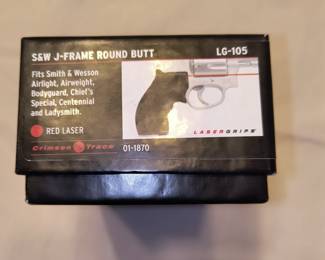 S&W J-FRAME ROUND BUTT LG-105
Fits Smith & Wesson
Airlight, Airweight,
Bodyguard, Chief's
Special, Centennial
and Ladysmith.
RED LASER
LASERGRIPS
Crimson Trace 01-1870